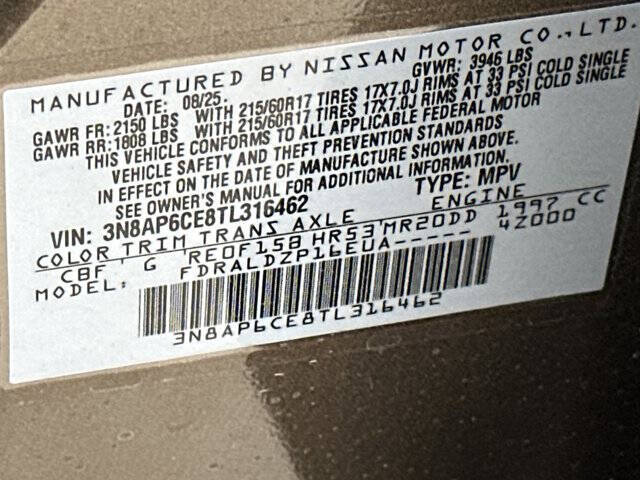 MANUFACTURED BY NISSAN MOTOR CO., LTD.
DATE: 08/25. GVWR: 3946 LBS
GAWR FR: 2150 LBS WITH 215/60R17 TIRES 17X7.0J RIMS AT 33 PSI COLD SINGLE
GAWR RR: 1808 LBS WITH 215/60R17 TIRES 17X7.0J RIMS AT 33 PSI COLD SINGLE
THIS VEHICLE CONFORMS TO ALL APPLICABLE FEDERAL MOTOR
VEHICLE SAFETY AND THEFT PREVENTION STANDARDS
IN EFFECT ON THE DATE OF MANUFACTURE SHOWN ABOVE.
SEE OWNER'S MANUAL FOR ADDITIONAL INFORMATION.
VIN: 3N8AP6CE8TL316462 TYPE: MPV
COLOR TRIM TRANS AXLE ENGINE
CBF' G 'RE0F15B HR53'MR20DD 1997 CC
MODEL: FDRALDZP16EUA----- 4Z000
3N8AP6CE8TL316462